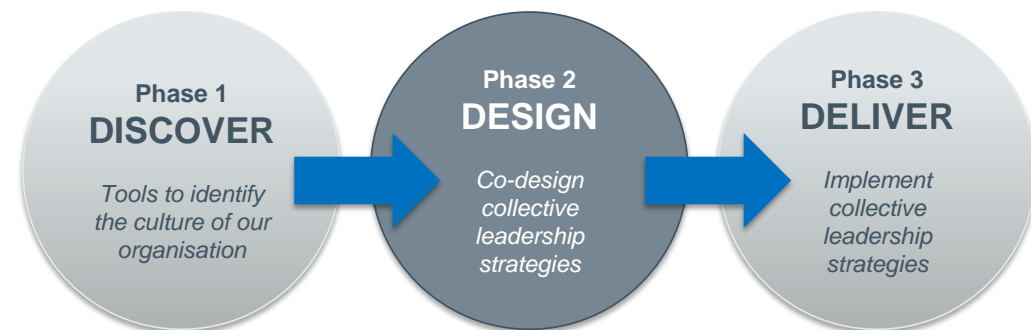 Phase 1
DISCOVER
Tools to identify
the culture of our
organisation
Phase 2
DESIGN
Co-design
collective
leadership
strategies
Phase 3
DELIVER
Implement
collective
leadership
strategies